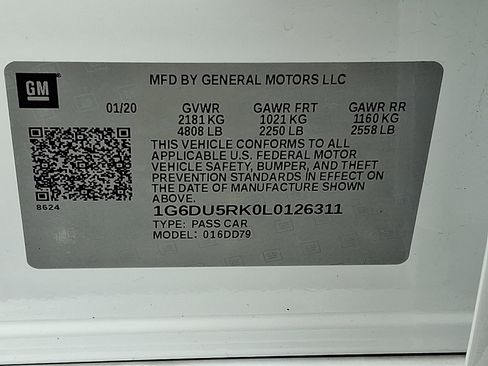 GM
MFD BY GENERAL MOTORS LLC
01/20 GVWR GAWR FRT GAWR RR
2181 KG 1021 KG 1160 KG
4808 LB 2250 LB 2558 LB
THIS VEHICLE CONFORMS TO ALL
APPLICABLE U.S. FEDERAL MOTOR
VEHICLE SAFETY, BUMPER, AND THEFT
PREVENTION STANDARDS IN EFFECT ON
THE DATE OF MANUFACTURE SHOWN
ABOVE.
8624
1G6DU5RK0L0126311
TYPE: PASS CAR
MODEL: 016DD79